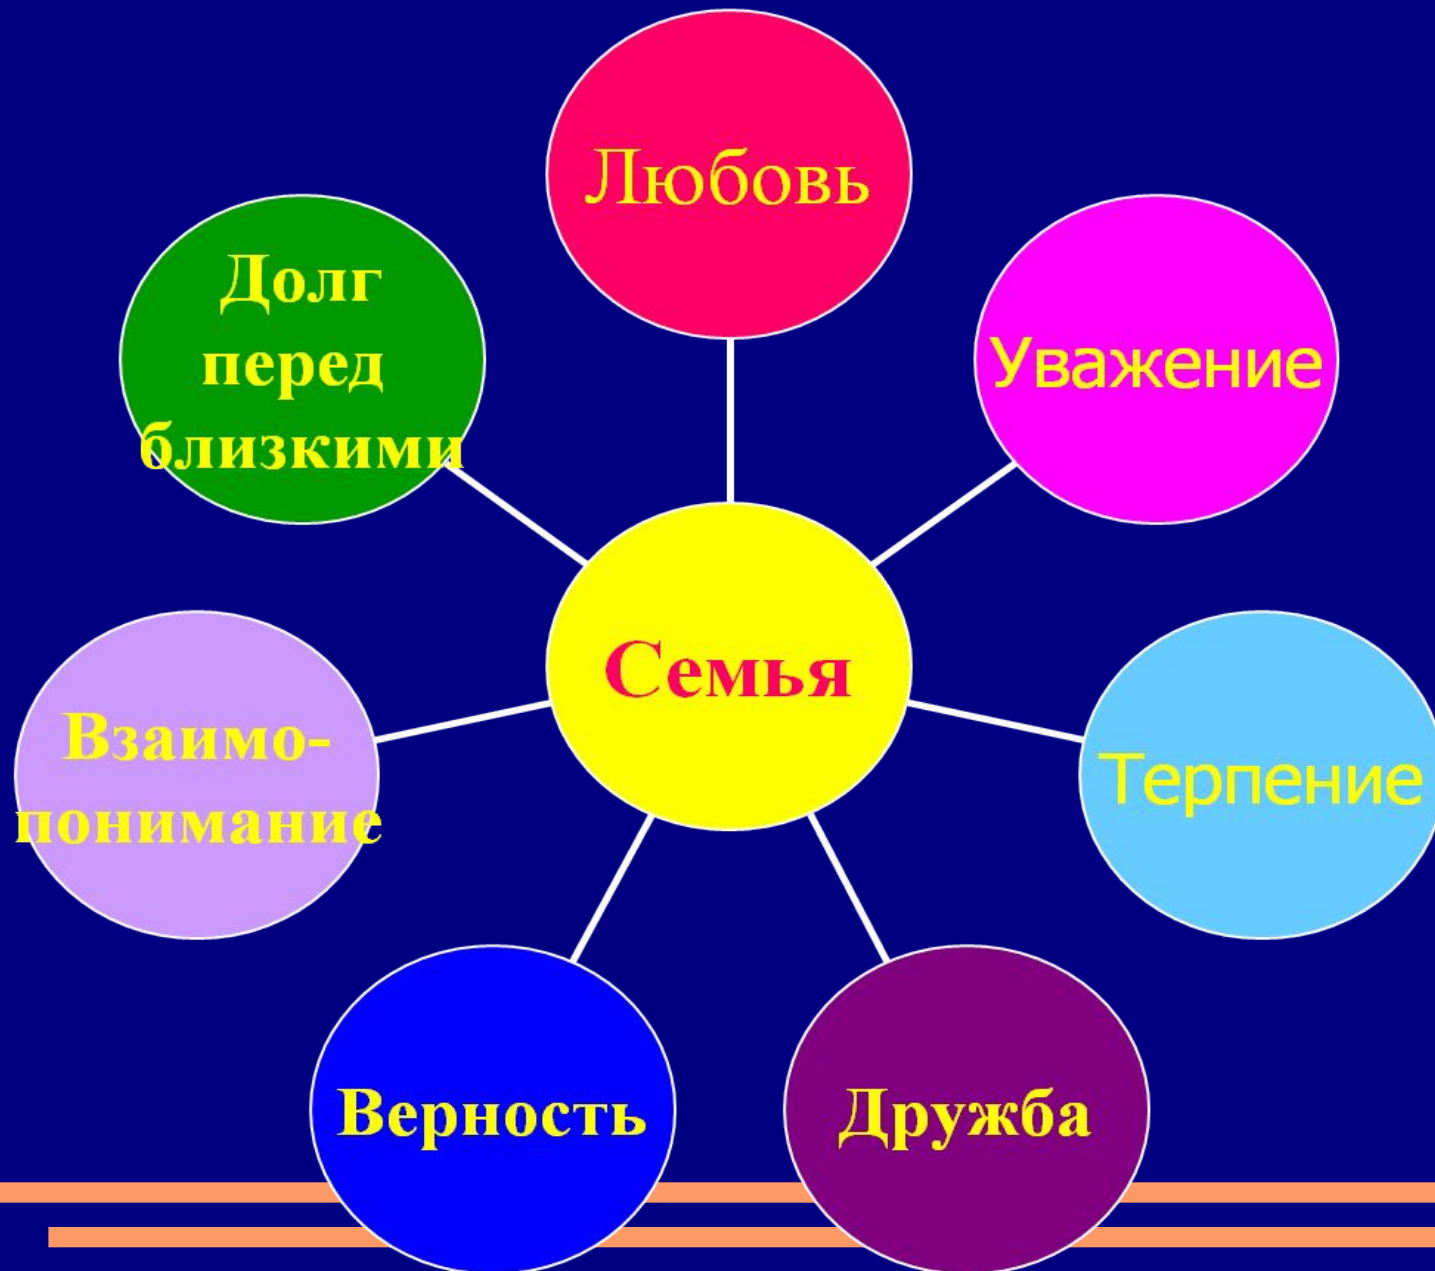 Любовь
Уважение
Терпение
Дружба
Верность
Взаимо-
понимание
Долг
перед
близкими
Семья